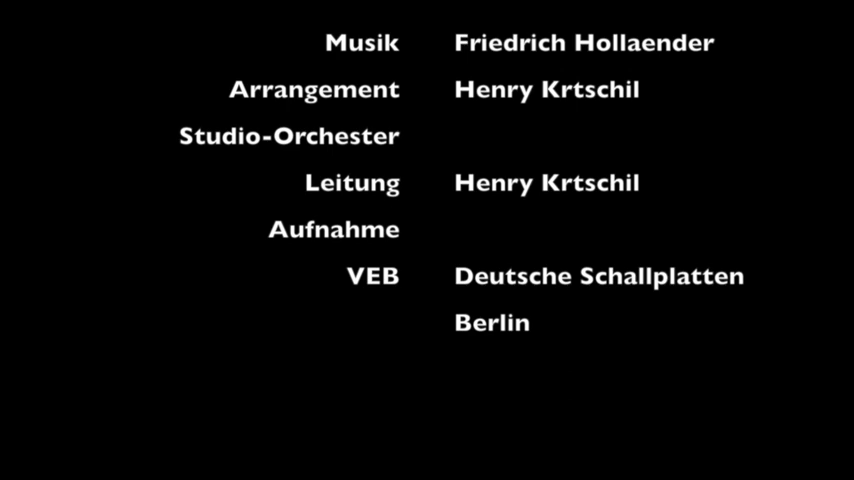 Musik Friedrich Hollaender
Arrangement Henry Krtschil
Studio-Orchester
Leitung Henry Krtschil
Aufnahme
VEB Deutsche Schallplatten
Berlin